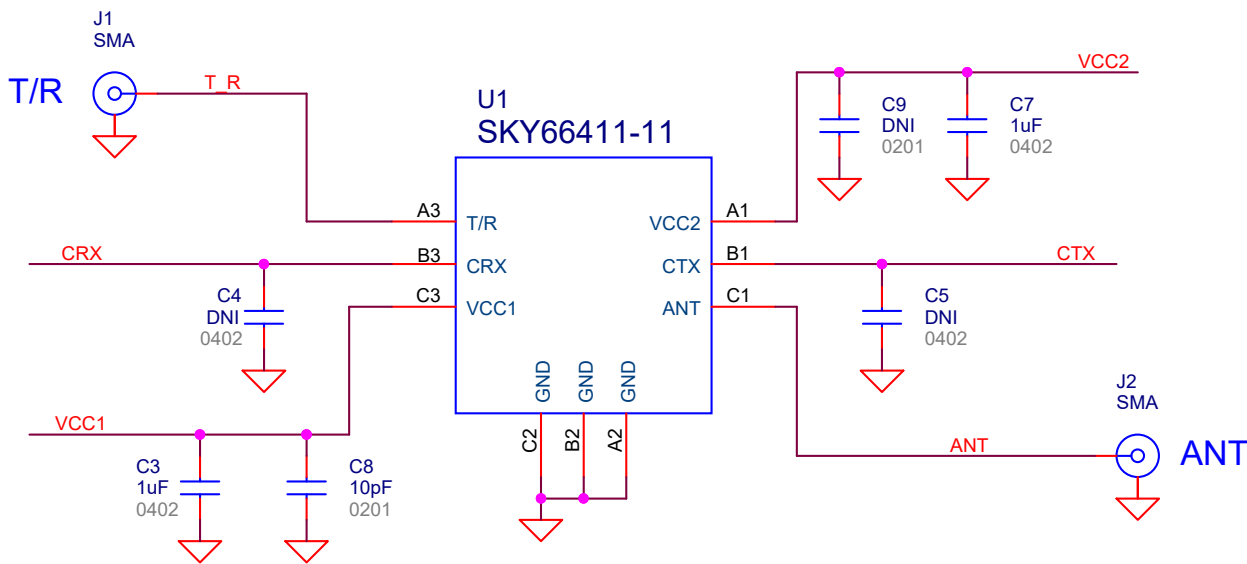 J1
SMA
T/R
T_R
U1
SKY66411-11
VCC2
C9
DNI
0201
C7
1uF
0402
A3
T/R
VCC2
A1
CRX
B3
CRX
CTX
B1
CTX
C3
VCC1
ANT
C1
C4
DNI
0402
C5
DNI
0402
GND
GND
GND
C2
B2
A2
VCC1
C3
1uF
0402
C8
10pF
0201
J2
SMA
ANT
ANT